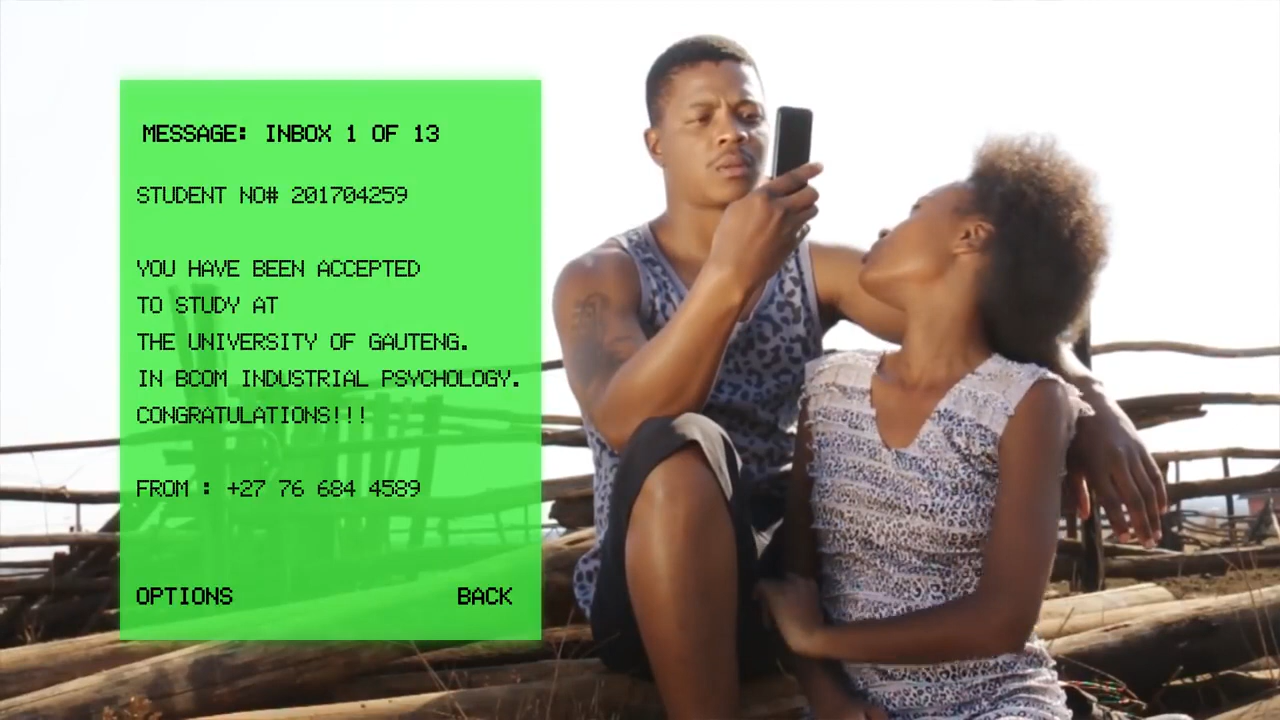 MESSAGE: INBOX 1 OF 13
STUDENT NO# 201704259
YOU HAVE BEEN ACCEPTED
TO STUDY AT
THE UNIVERSITY OF GAUTENG.
IN BCOM INDUSTRIAL PSYCHOLOGY.
CONGRATULATIONS!!!
FROM : +27 76 684 4589
OPTIONS BACK